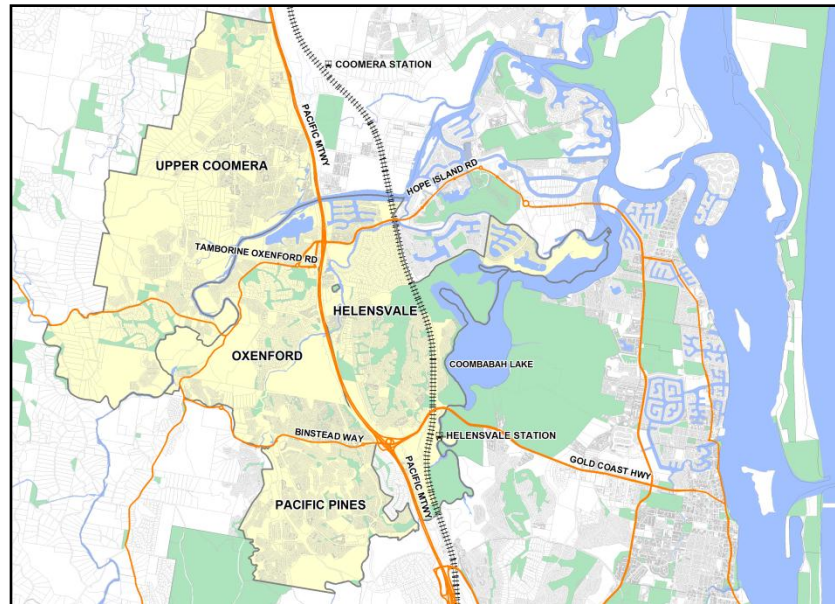 COOMERA STATION
PACIFIC MTWY
UPPER COOMERA
HOPE ISLAND RD
TAMBORINE OXENFORD RD
HELENSVALE
OXENFORD
COOMBABAH LAKE
BINSTEAD WAY
HELENSVALE STATION
GOLD COAST HWY
PACIFIC MTWY
PACIFIC PINES